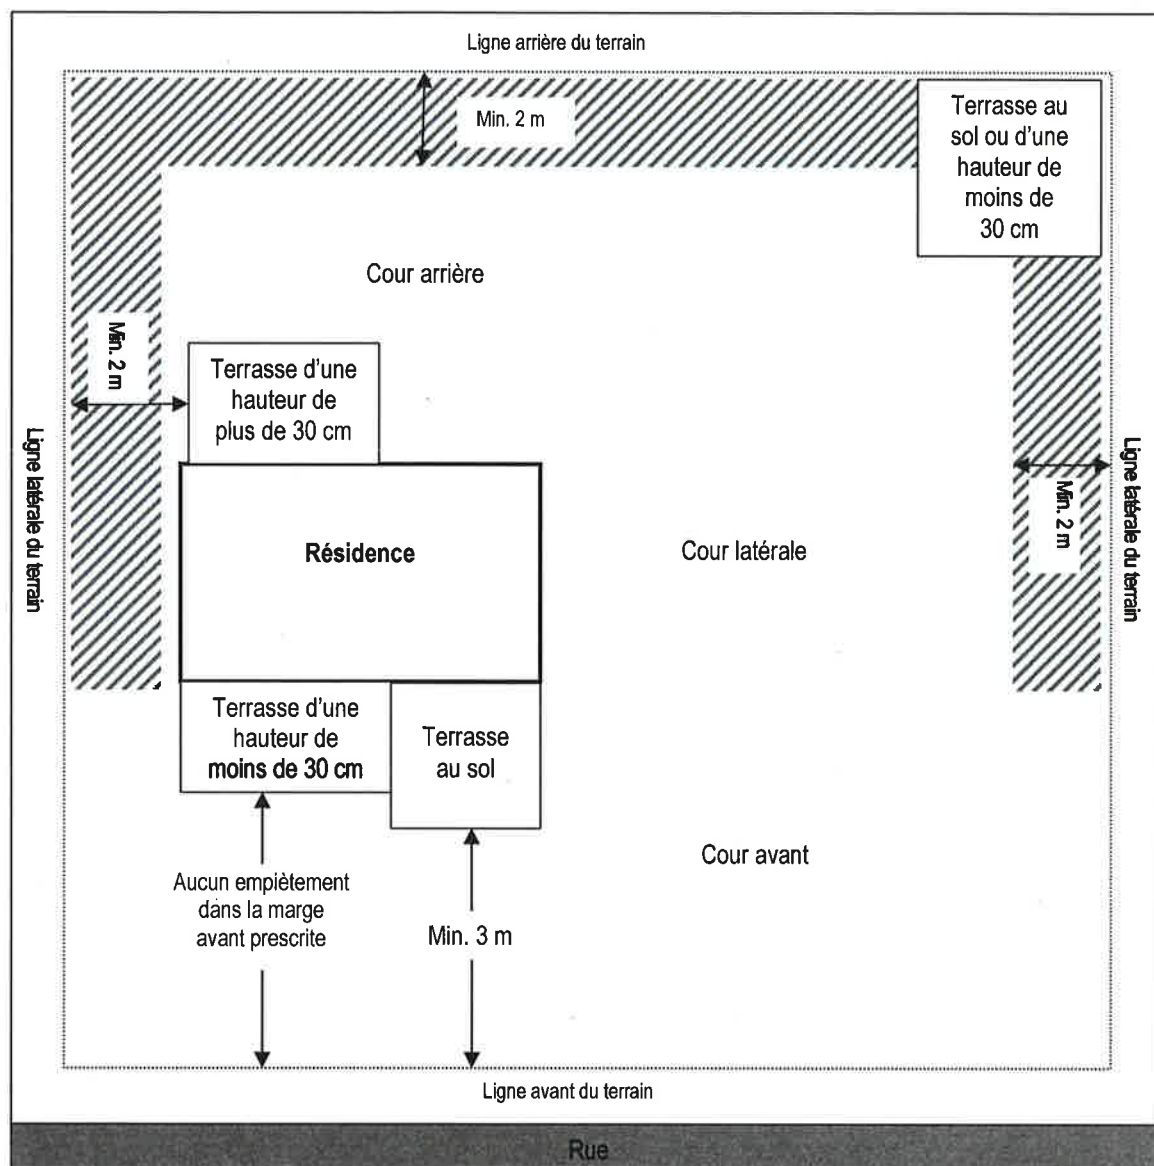 Ligne arrière du terrain
Min. 2 m
Terrasse au
sol ou d'une
hauteur de
moins de
30 cm
Cour arrière
Min. 2 m
Terrasse d'une
hauteur de
plus de 30 cm
Ligne latérale du terrain
Ligne latérale du terrain
Min. 2 m
Résidence
Cour latérale
Terrasse d'une
hauteur de
moins de 30 cm
Terrasse
au sol
Cour avant
Aucun empiètement
dans la marge
avant prescrite
Min. 3 m
Ligne avant du terrain
Rue